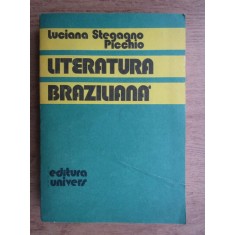 Luciana Stegagno
Picchio
LITERATURA
BRAZILIANĂ
editura
univers